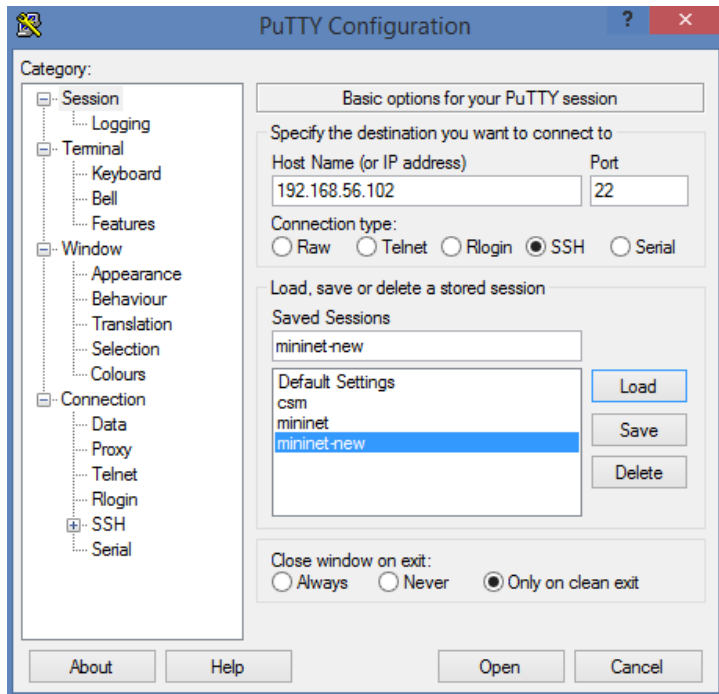 PuTTY Configuration
?
×
Category:
Session
Logging
Terminal
Keyboard
Bell
Features
Window
Appearance
Behaviour
Translation
Selection
Colours
Connection
Data
Proxy
Telnet
Rlogin
SSH
Serial
Basic options for your PuTTY session
Specify the destination you want to connect to
Host Name (or IP address) Port
192.168.56.102 22
Connection type:
Raw Telnet Rlogin SSH Serial
Load, save or delete a stored session
Saved Sessions
mininet-new
Default Settings
csm
mininet
mininet-new
Load
Save
Delete
Close window on exit:
Always Never Only on clean exit
About Help Open Cancel